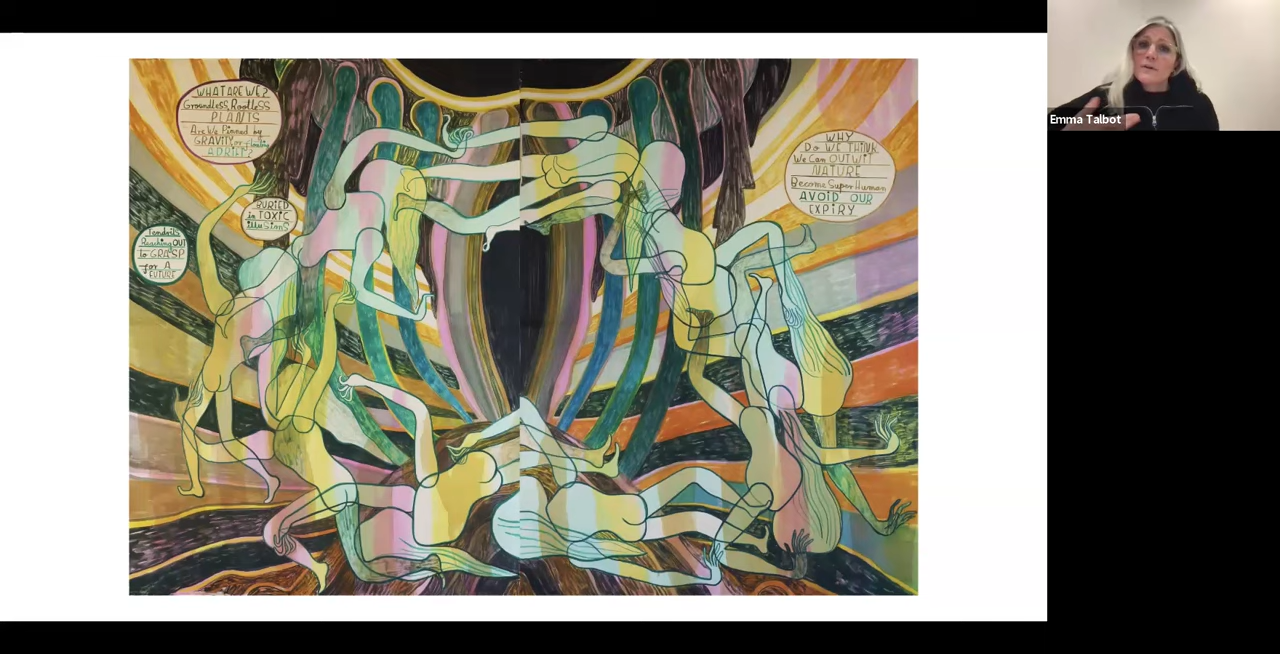 WHAT ARE WE?
GroundLess, RootLess
PLANTS
Are We Pinned by
GRAVITY or floating
ADRIFT?
BURIED
in TOXIC
illuSIONS
Tendrils
Reaching OUT
to GRASP
for A
FUTURE
WHY
Do WE THINK
We Can OUTWIT
NATURE
Become Super Human
AVOID OUR
EXPIRY
Emma Talbot